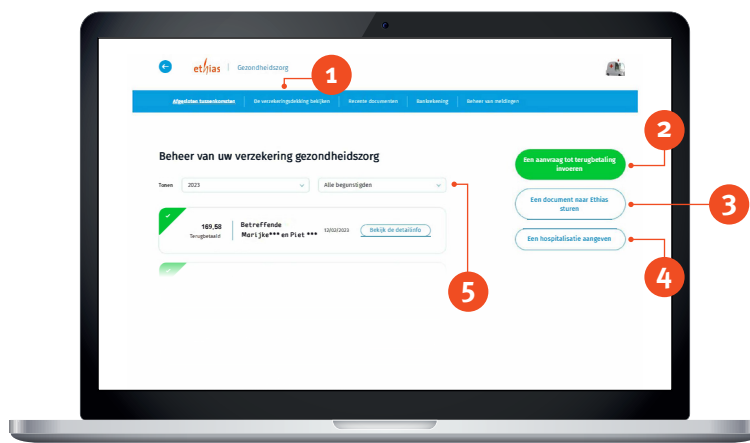 ethias
Gezondheidszorg
1
Afgesloten tussenkomsten
De verzekeringsdekking bekijken
Recente documenten
Bankrekening
Beheer van meldingen
2
Beheer van uw verzekering gezondheidszorg
Een aanvraag tot terugbetaling
invoeren
Tonen
2023
Alle begunstigden
3
Een document naar Ethias
sturen
169,58
Terugbetaald
Betreffende
Marijke*** en Piet ***
12/02/2023
Bekijk de detailinfo
Een hospitalisatie aangeven
4
5